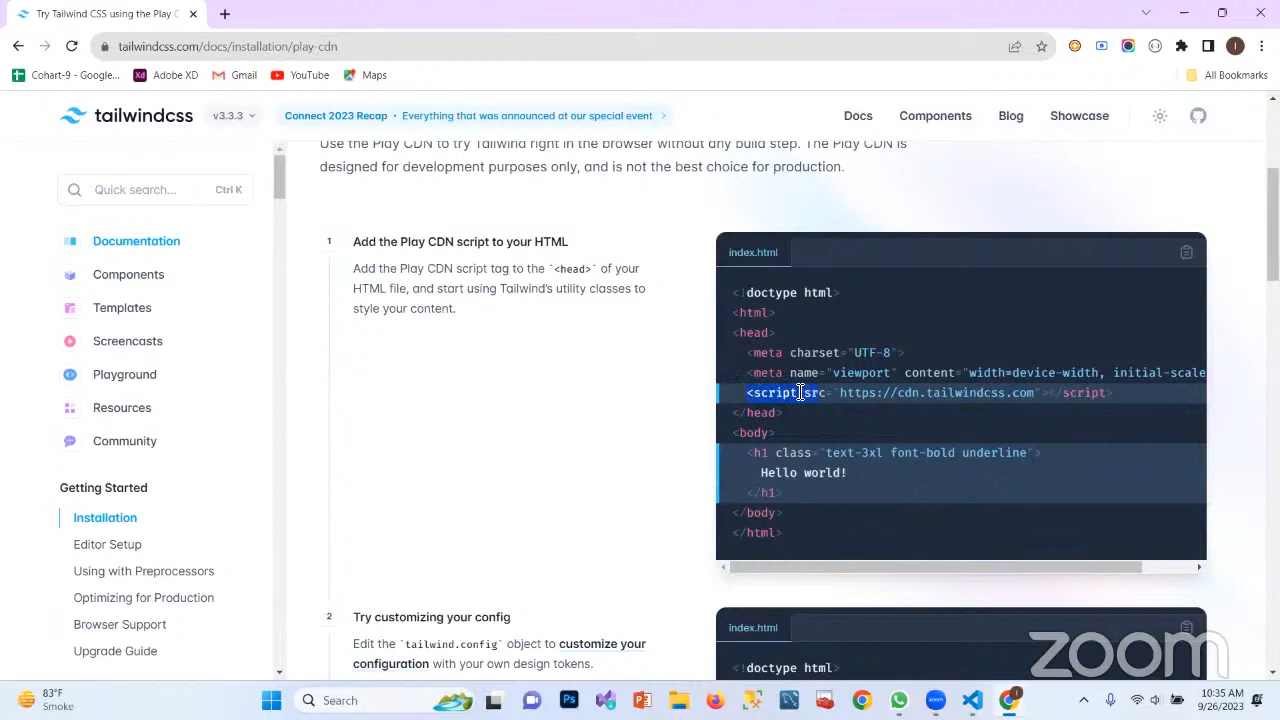 Try Tailwind CSS using the Play C
tailwindcss.com/docs/installation/play-cdn
Cohart-9 - Google...
Adobe XD
Gmail
YouTube
Maps
All Bookmarks
tailwindcss
v3.3.3
Connect 2023 Recap • Everything that was announced at our special event
Docs
Components
Blog
Showcase
Use the Play CDN to try Tailwind right in the browser without any build step. The Play CDN is
designed for development purposes only, and is not the best choice for production.
Quick search...
Ctrl K
Documentation
Components
Templates
Screencasts
Playground
Resources
Community
Getting Started
Installation
Editor Setup
Using with Preprocessors
Optimizing for Production
Browser Support
Upgrade Guide
1
Add the Play CDN script to your HTML
Add the Play CDN script tag to the `<head>` of your
HTML file, and start using Tailwind's utility classes to
style your content.
index.html
<!doctype html>
<html>
<head>
<meta charset="UTF-8">
<meta name="viewport" content="width=device-width, initial-scale
<script src="https://cdn.tailwindcss.com"></script>
</head>
<body>
<h1 class="text-3xl font-bold underline">
Hello world!
</h1>
</body>
</html>
2
Try customizing your config
Edit the `tailwind.config` object to customize your
configuration with your own design tokens.
index.html
<!doctype html>
zoom
83°F
Smoke
Search
10:35 AM
9/26/2023